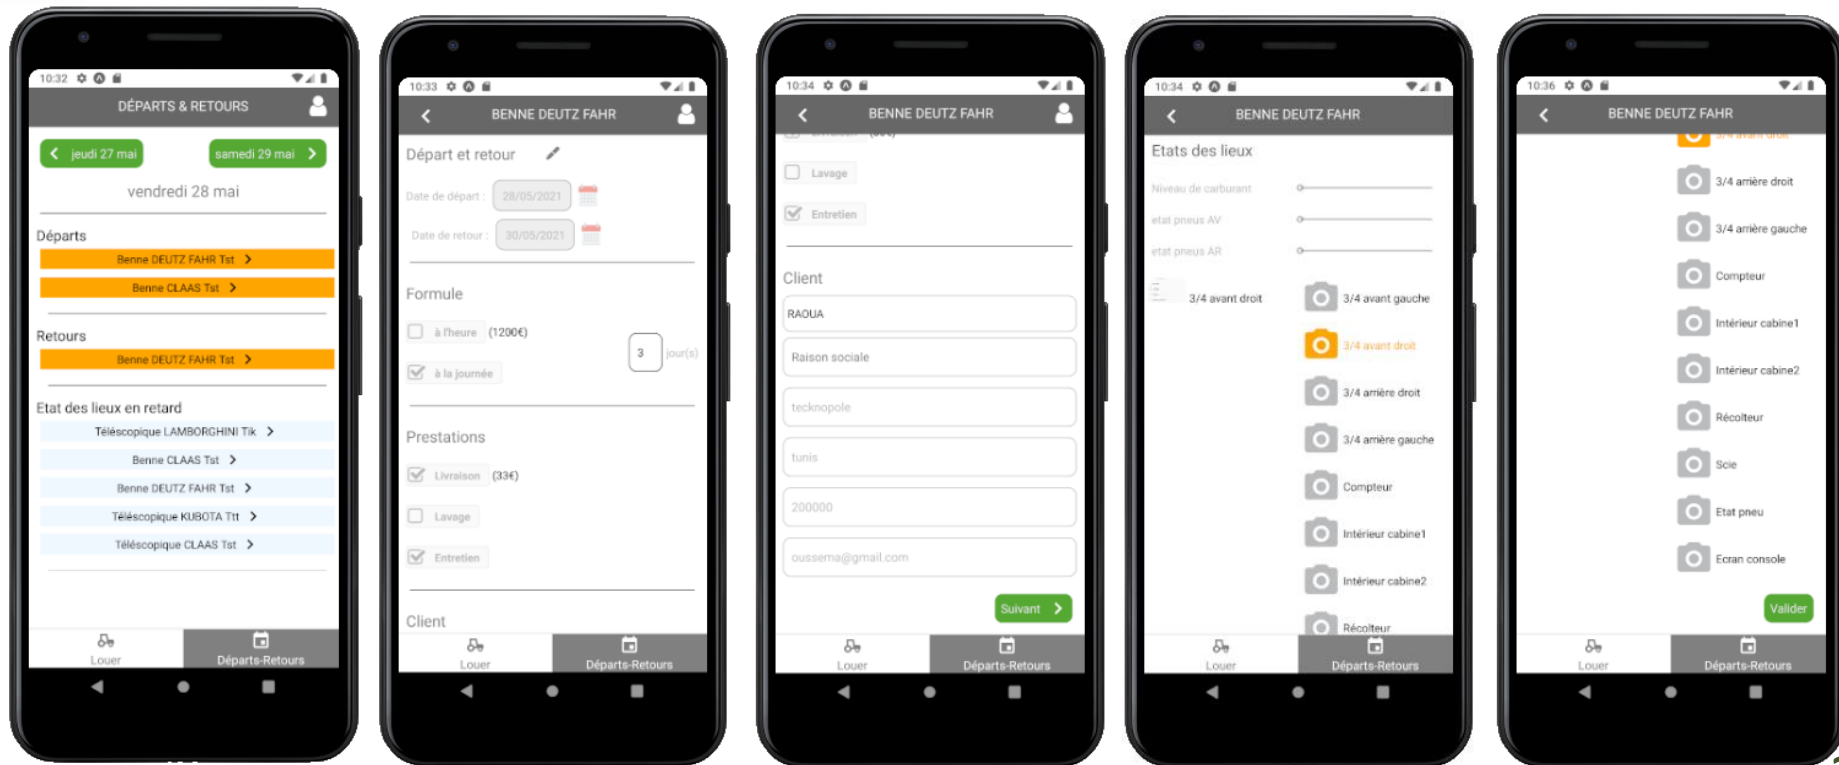 10:32
DÉPARTS & RETOURS
jeudi 27 mai
samedi 29 mai
vendredi 28 mai
Départs
Benne DEUTZ FAHR Tst
Benne CLAAS Tst
Retours
Benne DEUTZ FAHR Tst
Etat des lieux en retard
Téléscopique LAMBORGHINI Tik
Benne CLAAS Tst
Benne DEUTZ FAHR Tst
Téléscopique KUBOTA Ttt
Téléscopique CLAAS Tst
Louer
Départs-Retours
10:33
BENNE DEUTZ FAHR
Départ et retour
Date de départ : 28/05/2021
Date de retour : 30/05/2021
Formule
à l'heure (1200€)
3 jour(s)
à la journée
Prestations
Livraison (33€)
Lavage
Entretien
Client
Louer
Départs-Retours
10:34
BENNE DEUTZ FAHR
Lavage
Entretien
Client
RAOUA
Raison sociale
tecknopole
tunis
200000
oussema@gmail.com
Suivant
Louer
Départs-Retours
10:34
BENNE DEUTZ FAHR
Etats des lieux
Niveau de carburant
etat pneus AV
etat pneus AR
3/4 avant droit
3/4 avant gauche
3/4 avant droit
3/4 arrière droit
3/4 arrière gauche
Compteur
Intérieur cabine1
Intérieur cabine2
Récolteur
Louer
Départs-Retours
10:36
BENNE DEUTZ FAHR
3/4 avant droit
3/4 arrière droit
3/4 arrière gauche
Compteur
Intérieur cabine1
Intérieur cabine2
Récolteur
Scie
Etat pneu
Ecran console
Valider
Louer
Départs-Retours